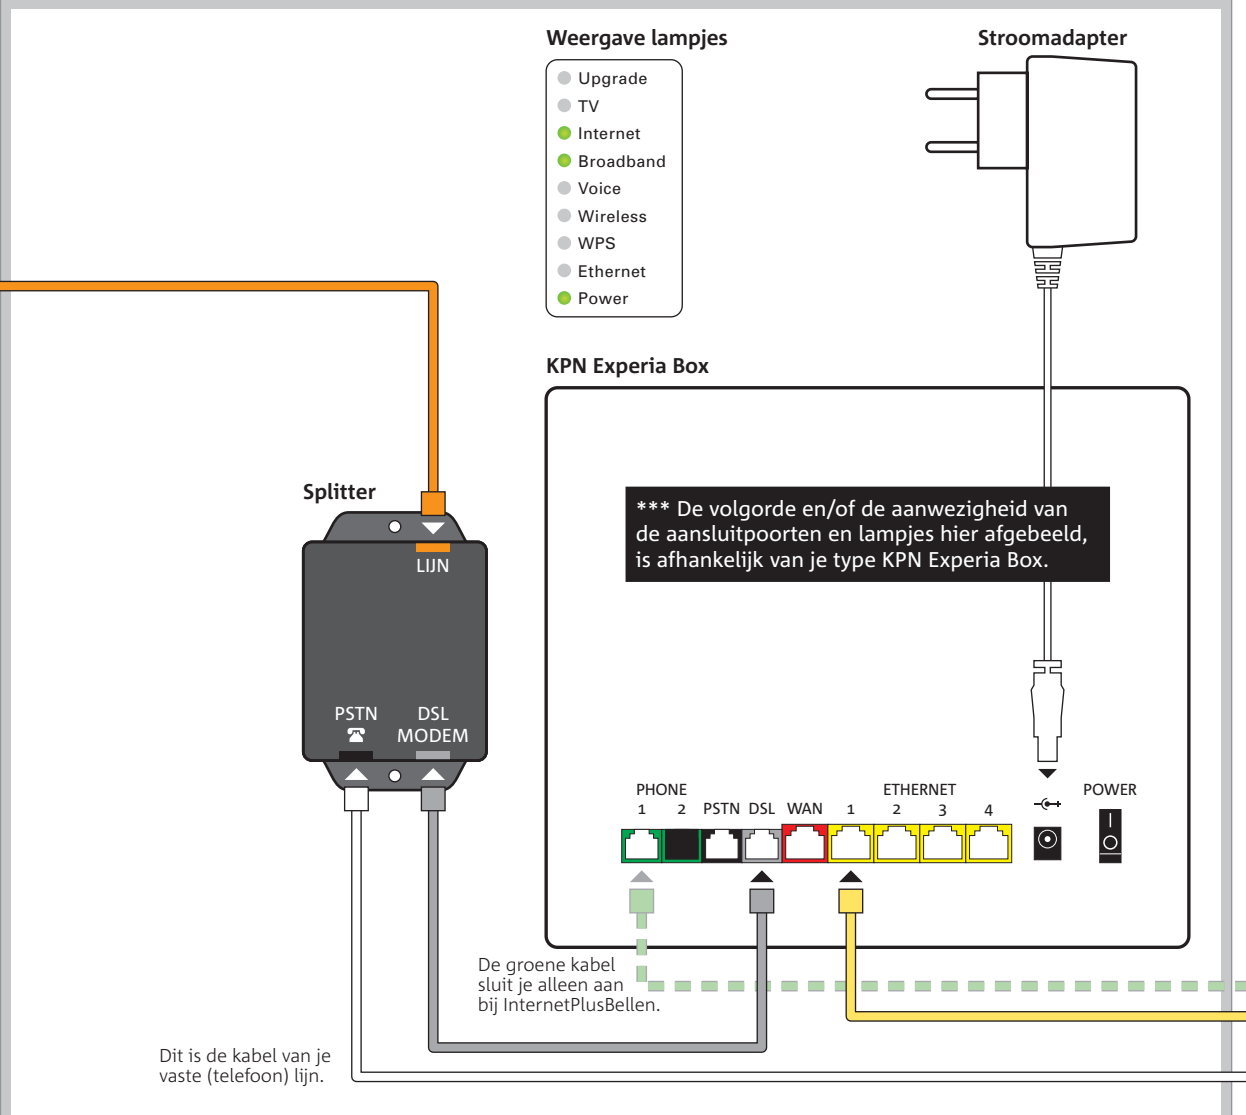 Weergave lampjes
Upgrade
TV
Internet
Broadband
Voice
Wireless
WPS
Ethernet
Power
Stroomadapter
KPN Experia Box
*** De volgorde en/of de aanwezigheid van
de aansluitpoorten en lampjes hier afgebeeld,
is afhankelijk van je type KPN Experia Box.
Splitter
LIJN
PSTN
DSL
MODEM
PHONE
1 2 PSTN DSL WAN
ETHERNET
1 2 3 4
POWER
De groene kabel
sluit je alleen aan
bij InternetPlusBellen.
Dit is de kabel van je
vaste (telefoon) lijn.